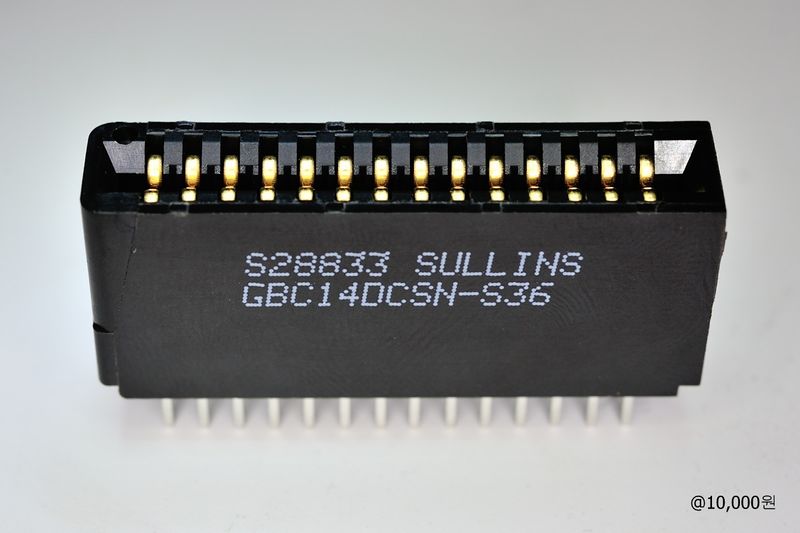 S28833 SULLINS
GBC14DCSN-S36
@10,000원